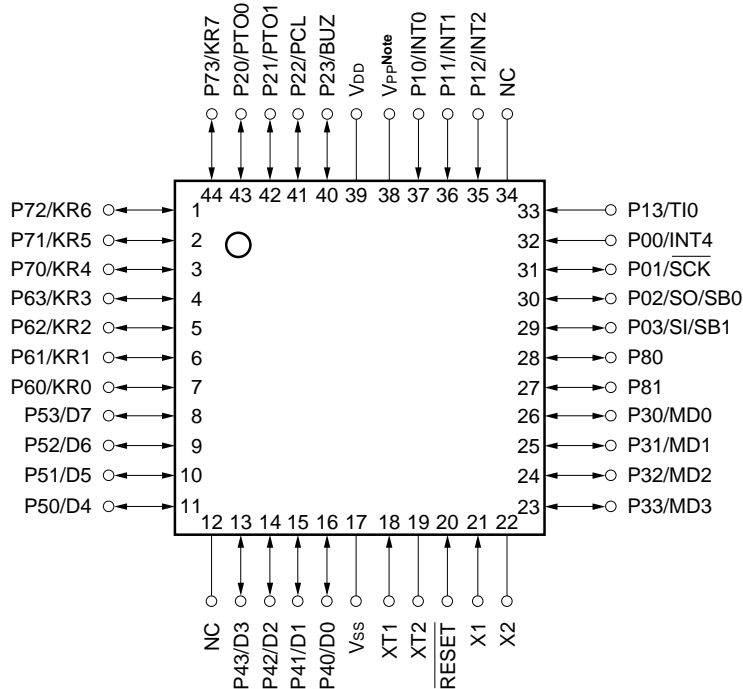 P73/KR7
P20/PTO0
P21/PTO1
P22/PCL
P23/BUZ
VDD
VPPNote
P10/INT0
P11/INT1
P12/INT2
NC
44 43 42 41 40 39 38 37 36 35 34
P72/KR6 1
P71/KR5 2
P70/KR4 3
P63/KR3 4
P62/KR2 5
P61/KR1 6
P60/KR0 7
P53/D7 8
P52/D6 9
P51/D5 10
P50/D4 11
33 P13/TI0
32 P00/INT4
31 P01/SCK
30 P02/SO/SB0
29 P03/SI/SB1
28 P80
27 P81
26 P30/MD0
25 P31/MD1
24 P32/MD2
23 P33/MD3
12 13 14 15 16 17 18 19 20 21 22
NC
P43/D3
P42/D2
P41/D1
P40/D0
VSS
XT1
XT2
RESET
X1
X2